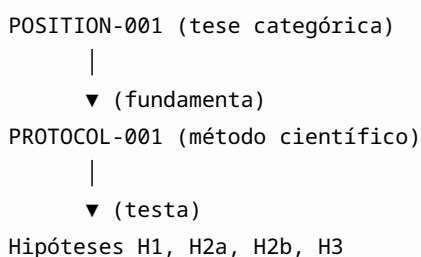 POSITION-001 (tese categórica)
│
▼ (fundamenta)
PROTOCOL-001 (método científico)
│
▼ (testa)
Hipóteses H1, H2a, H2b, H3